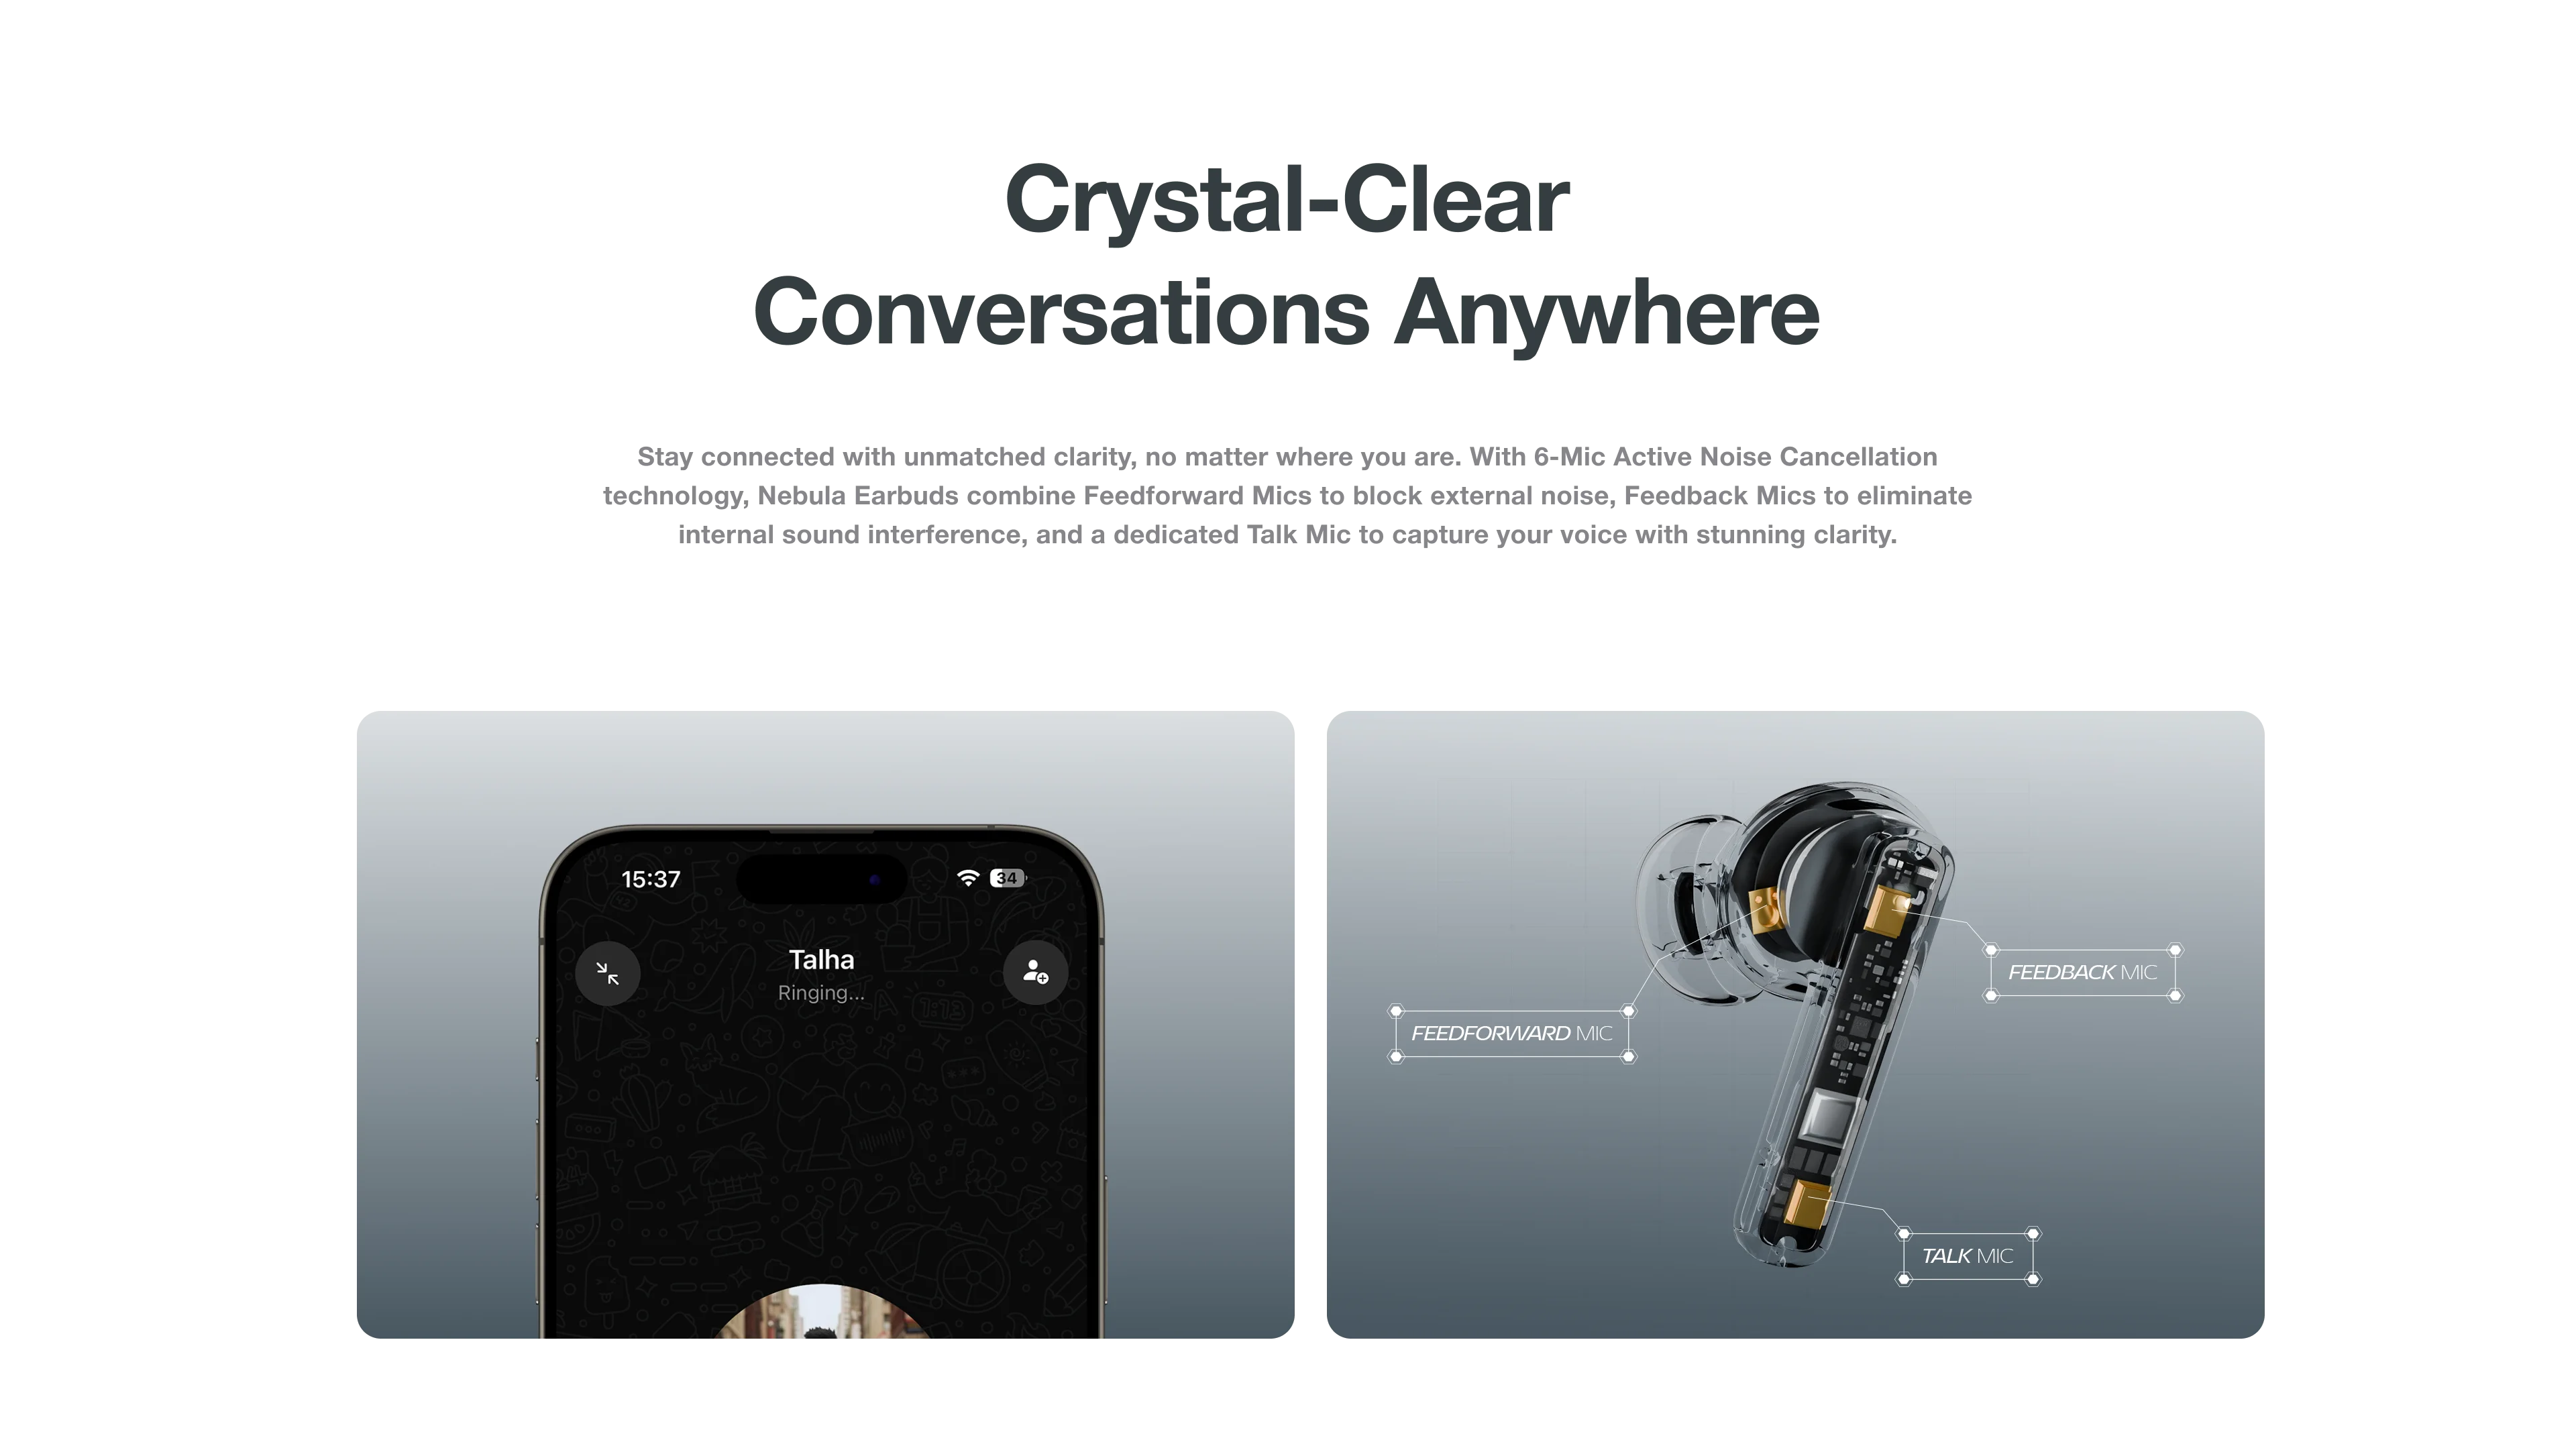 Crystal-Clear
Conversations Anywhere
Stay connected with unmatched clarity, no matter where you are. With 6-Mic Active Noise Cancellation
technology, Nebula Earbuds combine Feedforward Mics to block external noise, Feedback Mics to eliminate
internal sound interference, and a dedicated Talk Mic to capture your voice with stunning clarity.
15:37
34
Talha
Ringing...
1:13
FEEDBACK MIC
FEEDFORWARD MIC
TALK MIC